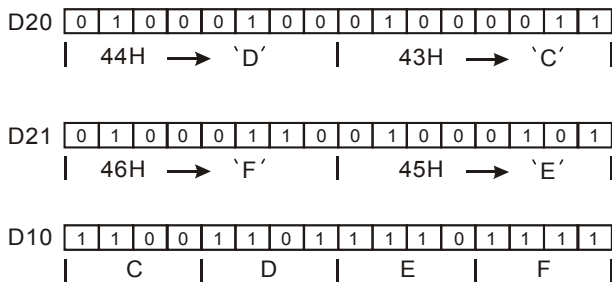 D20 0 1 0 0 0 1 0 0 0 1 0 0 0 0 1 1
44H → `D´ 43H → `C´
D21 0 1 0 0 0 1 1 0 0 1 0 0 0 1 0 1
46H → `F´ 45H → `E´
D10 1 1 0 0 1 1 0 1 1 1 1 0 1 1 1 1
C D E F